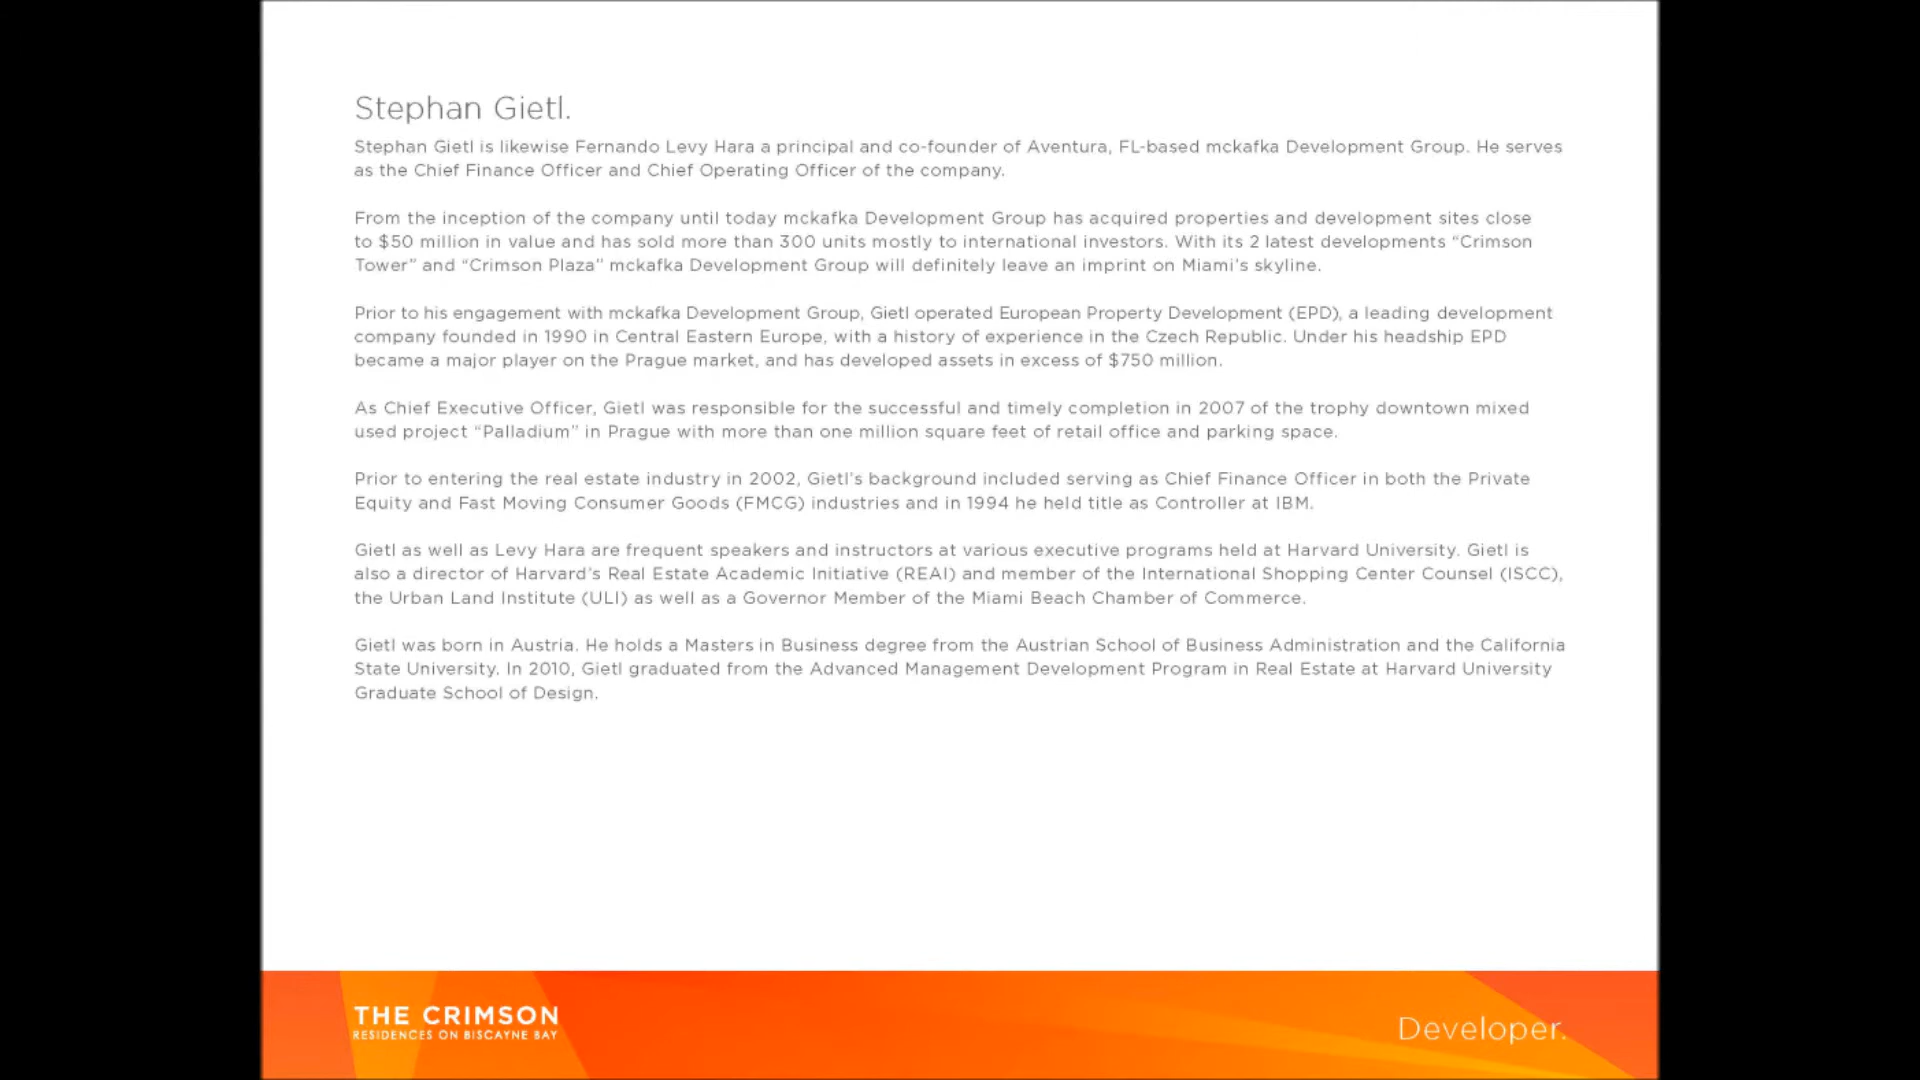 Stephan Gietl.
Stephan Gietl is likewise Fernando Levy Hara a principal and co-founder of Aventura, FL-based mckafka Development Group. He serves
as the Chief Finance Officer and Chief Operating Officer of the company.
From the inception of the company until today mckafka Development Group has acquired properties and development sites close
to $50 million in value and has sold more than 300 units mostly to international investors. With its 2 latest developments “Crimson
Tower” and “Crimson Plaza” mckafka Development Group will definitely leave an imprint on Miami’s skyline.
Prior to his engagement with mckafka Development Group, Gietl operated European Property Development (EPD), a leading development
company founded in 1990 in Central Eastern Europe, with a history of experience in the Czech Republic. Under his headship EPD
became a major player on the Prague market, and has developed assets in excess of $750 million.
As Chief Executive Officer, Gietl was responsible for the successful and timely completion in 2007 of the trophy downtown mixed
used project “Palladium” in Prague with more than one million square feet of retail office and parking space.
Prior to entering the real estate industry in 2002, Gietl’s background included serving as Chief Finance Officer in both the Private
Equity and Fast Moving Consumer Goods (FMCG) industries and in 1994 he held title as Controller at IBM.
Gietl as well as Levy Hara are frequent speakers and instructors at various executive programs held at Harvard University. Gietl is
also a director of Harvard’s Real Estate Academic Initiative (REAI) and member of the International Shopping Center Counsel (ISCC),
the Urban Land Institute (ULI) as well as a Governor Member of the Miami Beach Chamber of Commerce.
Gietl was born in Austria. He holds a Masters in Business degree from the Austrian School of Business Administration and the California
State University. In 2010, Gietl graduated from the Advanced Management Development Program in Real Estate at Harvard University
Graduate School of Design.
THE CRIMSON
RESIDENCES ON BISCAYNE BAY
Developer.